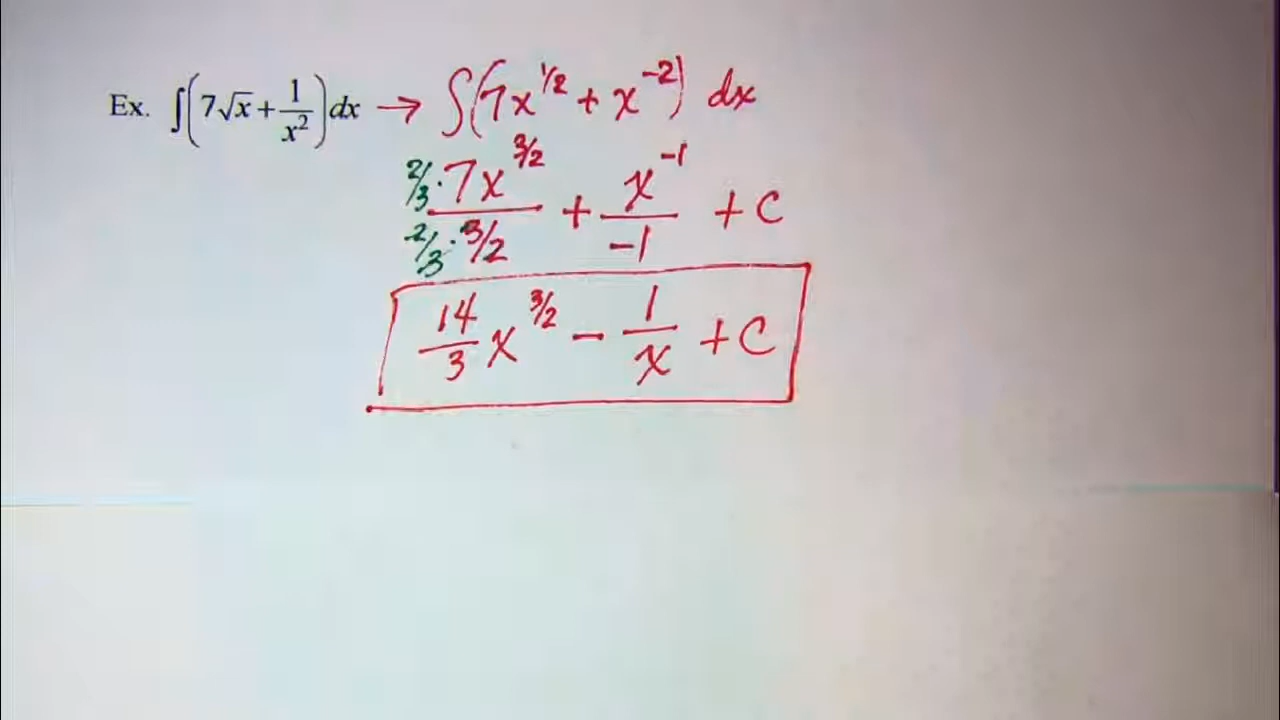 Ex. ∫(7√x + 1/x²) dx → ∫(7x^1/2 + x^-2) dx
2/3 · 7x^3/2 / 2/3 · 3/2 + x^-1 / -1 + C
14/3 x^3/2 - 1/x + C